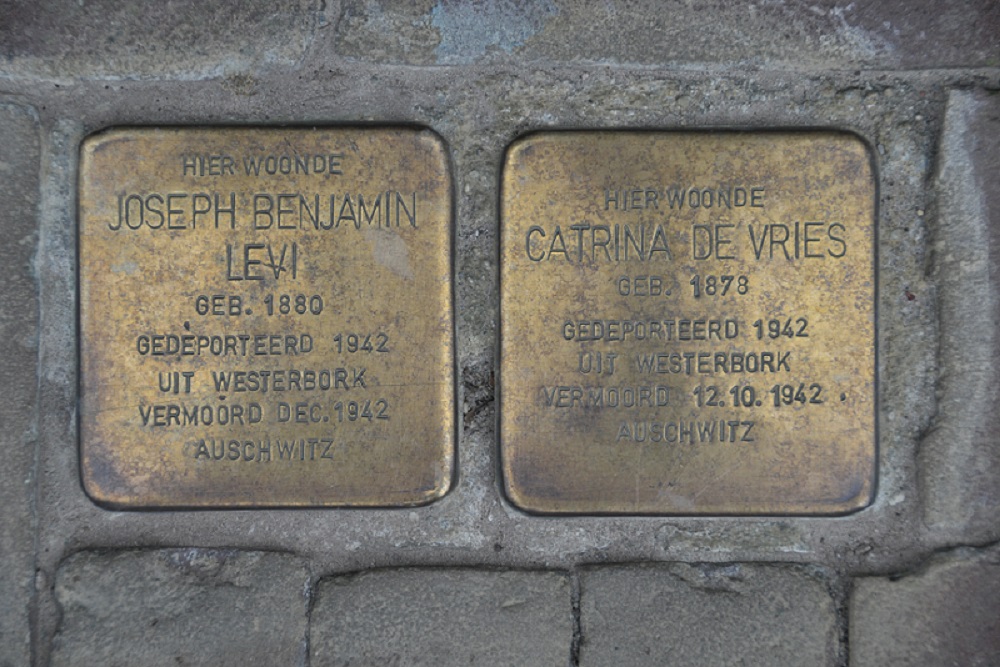 HIER WOONDE
JOSEPH BENJAMIN
LEVI
GEB. 1880
GEDEPORTEERD 1942
UIT WESTERBORK
VERMOORD DEC. 1942
AUSCHWITZ
HIER WOONDE
CATRINA DE VRIES
GEB. 1878
GEDEPORTEERD 1942
UIT WESTERBORK
VERMOORD 12.10.1942
AUSCHWITZ